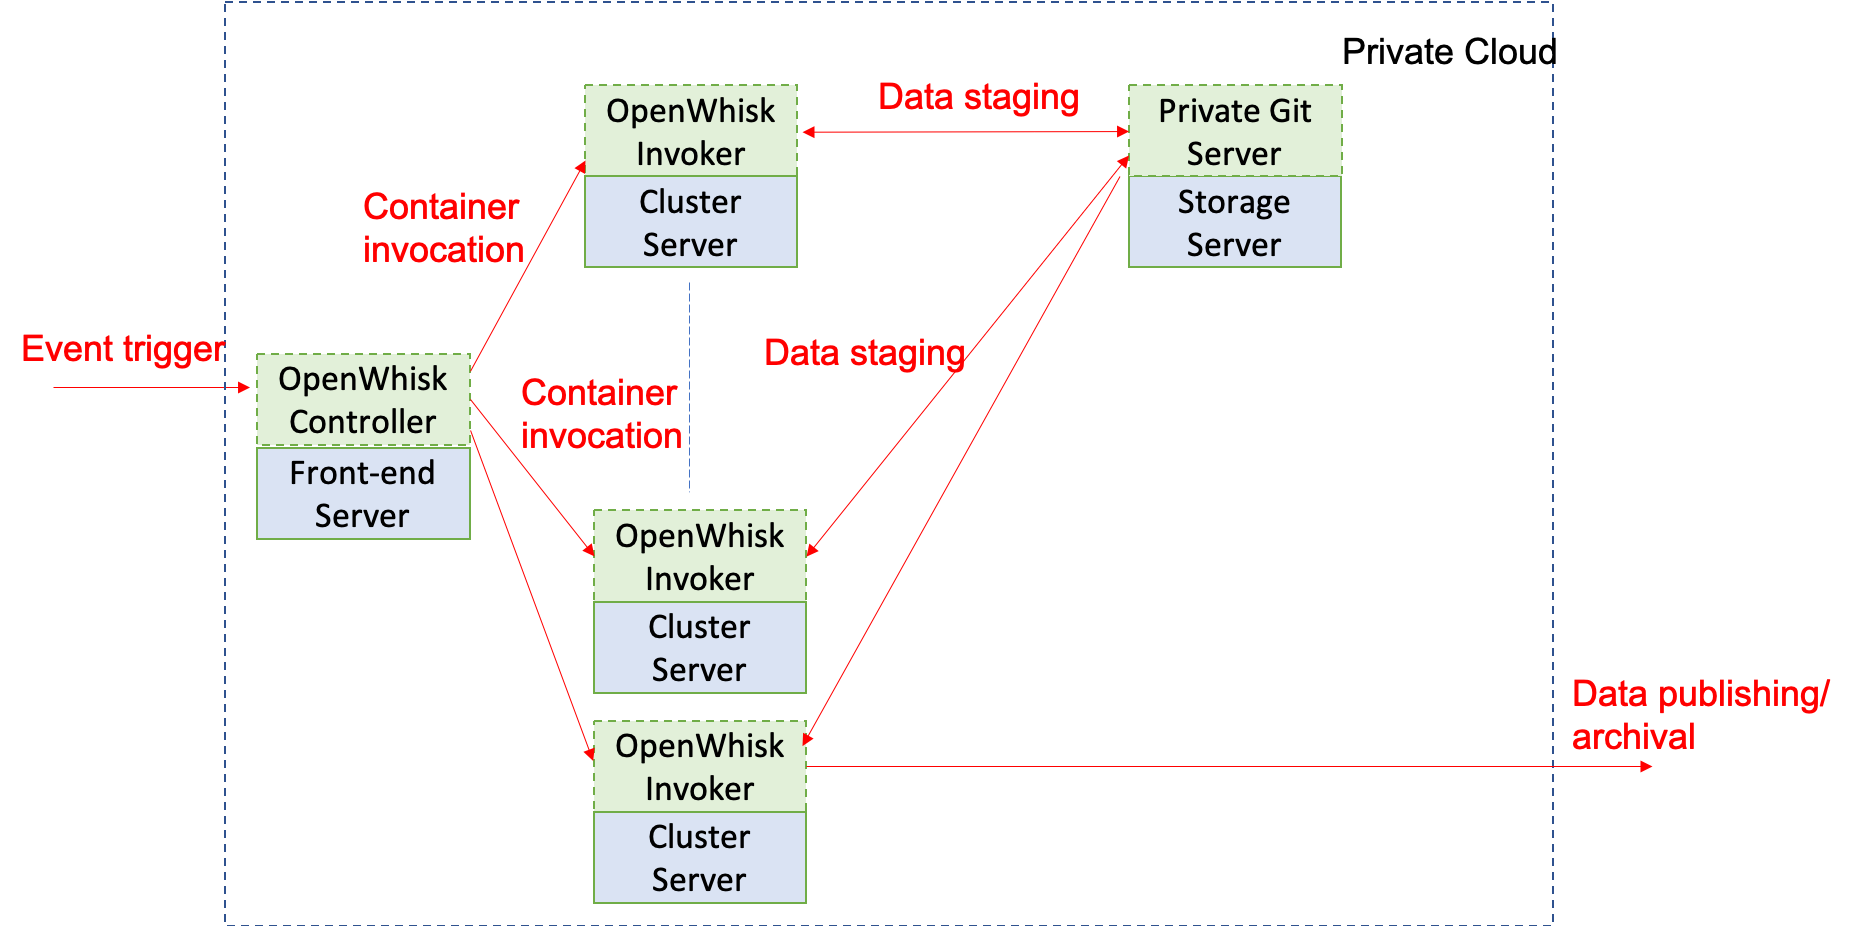 Private Cloud
OpenWhisk
Invoker
Cluster
Server
Data staging
Private Git
Server
Storage
Server
Container
invocation
Event trigger
OpenWhisk
Controller
Front-end
Server
Container
invocation
Data staging
OpenWhisk
Invoker
Cluster
Server
OpenWhisk
Invoker
Cluster
Server
Data publishing/
archival